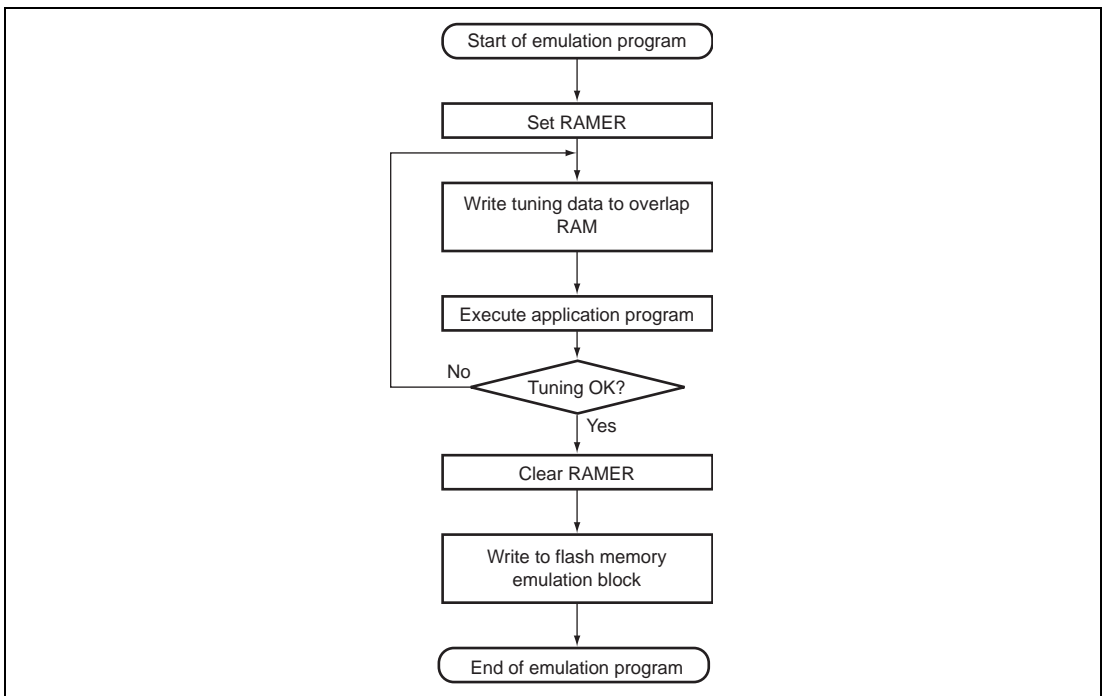 Start of emulation program
Set RAMER
Write tuning data to overlap
RAM
Execute application program
No
Tuning OK?
Yes
Clear RAMER
Write to flash memory
emulation block
End of emulation program